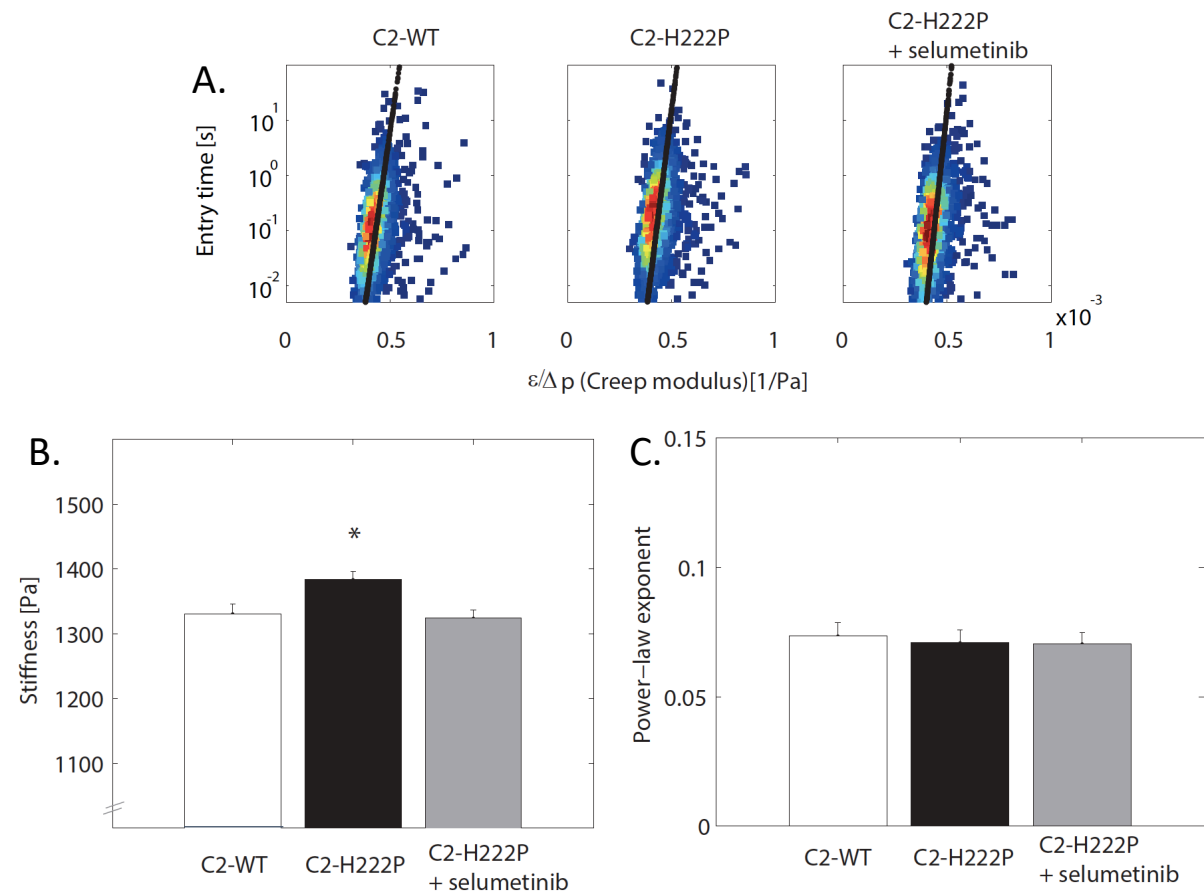 A.
C2-WT
C2-H222P
C2-H222P
+ selumetinib
Entry time [s]
10^1
10^0
10^-1
10^-2
0
0.5
1
0
0.5
1
0
0.5
1
x10^-3
ε/Δ p (Creep modulus)[1/Pa]
B.
Stiffness [Pa]
1500
1400
1300
1200
1100
*
C2-WT
C2-H222P
C2-H222P
+ selumetinib
C.
Power–law exponent
0.15
0.1
0.05
0
C2-WT
C2-H222P
C2-H222P
+ selumetinib